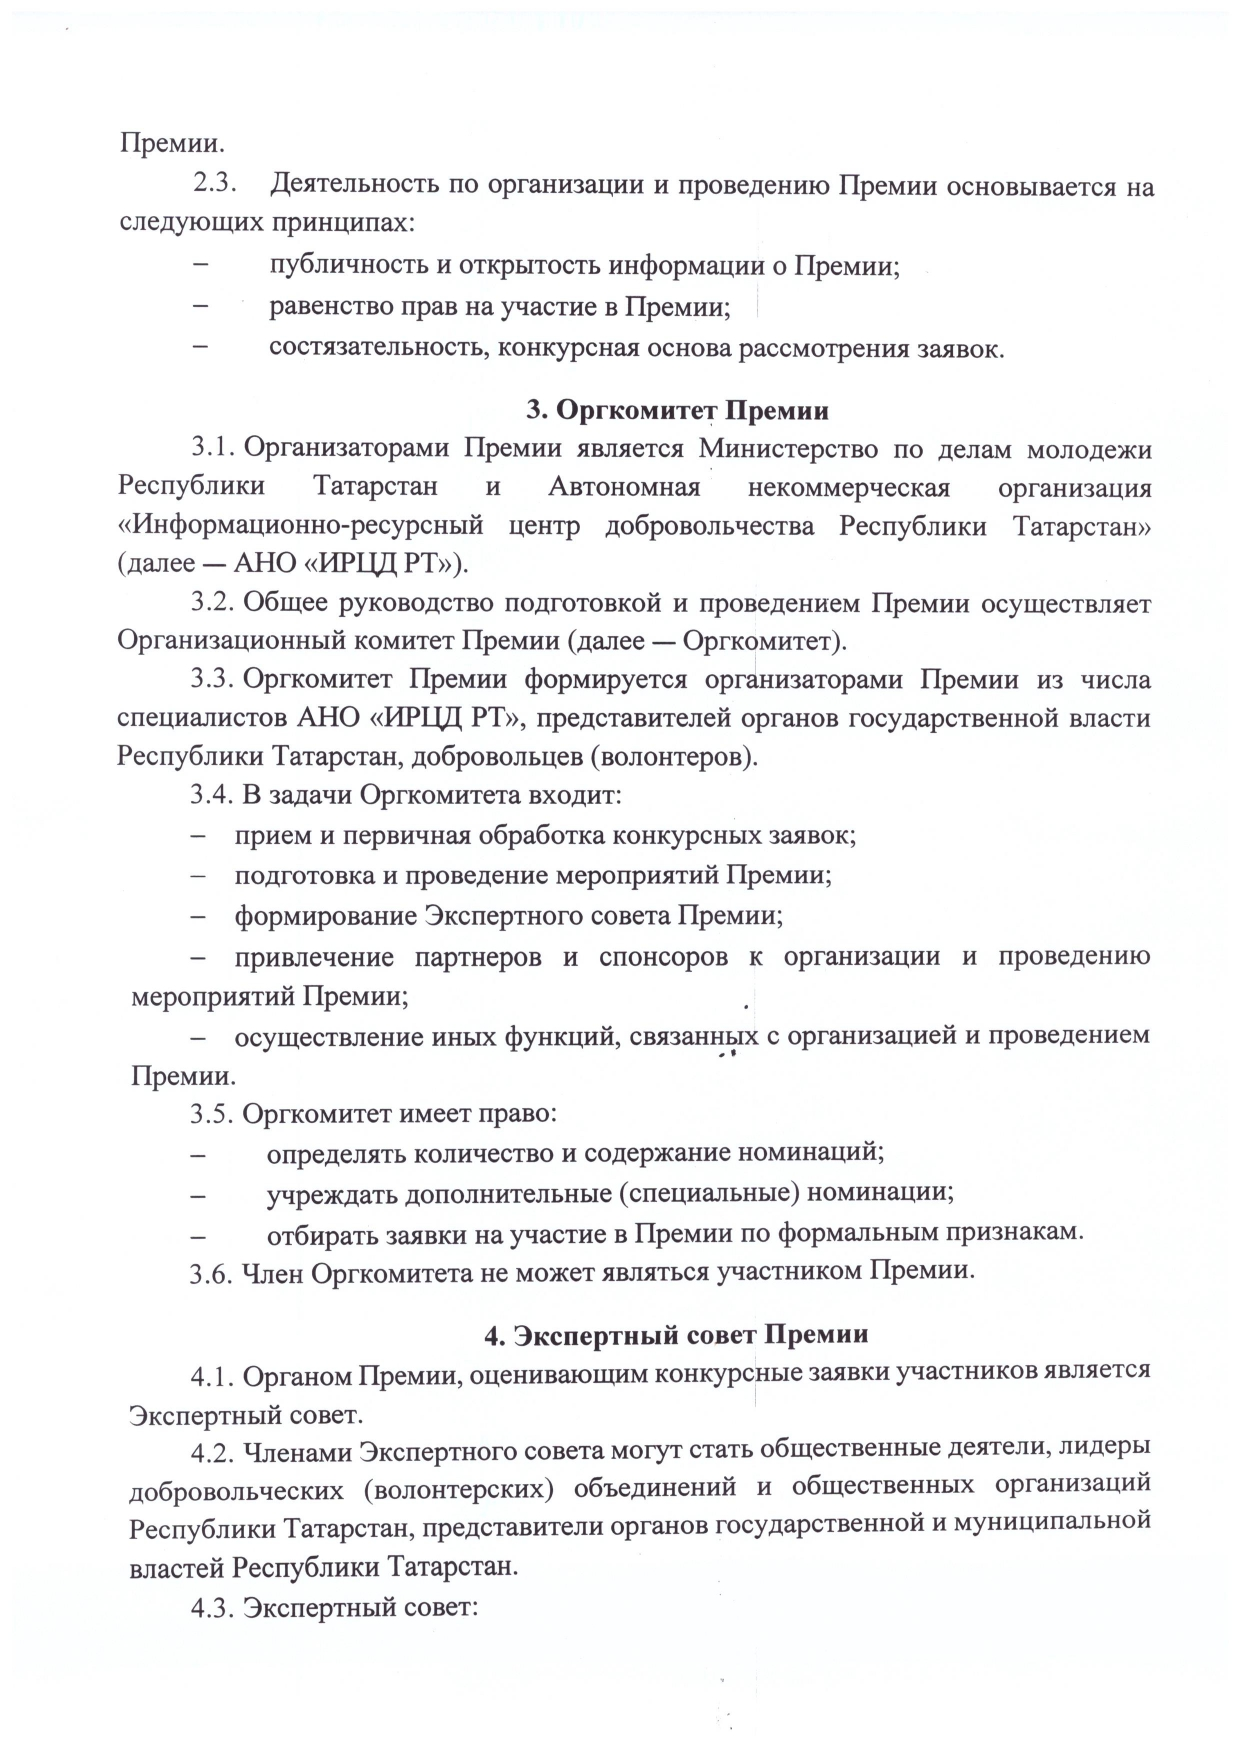 Премии.
2.3. Деятельность по организации и проведению Премии основывается на
следующих принципах:
– публичность и открытость информации о Премии;
– равенство прав на участие в Премии;
– состязательность, конкурсная основа рассмотрения заявок.
3. Оргкомитет Премии
3.1. Организаторами Премии является Министерство по делам молодежи
Республики Татарстан и Автономная некоммерческая организация
«Информационно-ресурсный центр добровольчества Республики Татарстан»
(далее — АНО «ИРЦД РТ»).
3.2. Общее руководство подготовкой и проведением Премии осуществляет
Организационный комитет Премии (далее — Оргкомитет).
3.3. Оргкомитет Премии формируется организаторами Премии из числа
специалистов АНО «ИРЦД РТ», представителей органов государственной власти
Республики Татарстан, добровольцев (волонтеров).
3.4. В задачи Оргкомитета входит:
– прием и первичная обработка конкурсных заявок;
– подготовка и проведение мероприятий Премии;
– формирование Экспертного совета Премии;
– привлечение партнеров и спонсоров к организации и проведению
мероприятий Премии;
– осуществление иных функций, связанных с организацией и проведением
Премии.
3.5. Оргкомитет имеет право:
– определять количество и содержание номинаций;
– учреждать дополнительные (специальные) номинации;
– отбирать заявки на участие в Премии по формальным признакам.
3.6. Член Оргкомитета не может являться участником Премии.
4. Экспертный совет Премии
4.1. Органом Премии, оценивающим конкурсные заявки участников является
Экспертный совет.
4.2. Членами Экспертного совета могут стать общественные деятели, лидеры
добровольческих (волонтерских) объединений и общественных организаций
Республики Татарстан, представители органов государственной и муниципальной
властей Республики Татарстан.
4.3. Экспертный совет: